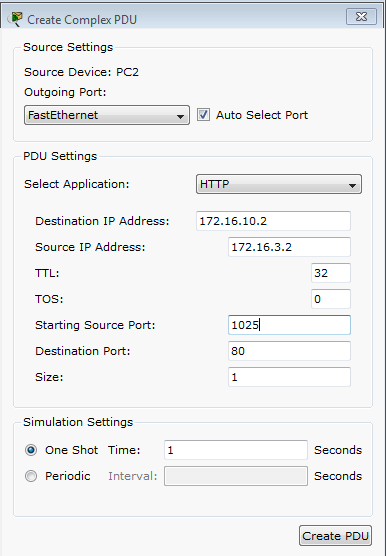 Create Complex PDU
Source Settings
Source Device: PC2
Outgoing Port:
FastEthernet Auto Select Port
PDU Settings
Select Application: HTTP
Destination IP Address: 172.16.10.2
Source IP Address: 172.16.3.2
TTL: 32
TOS: 0
Starting Source Port: 1025
Destination Port: 80
Size: 1
Simulation Settings
One Shot Time: 1 Seconds
Periodic Interval: Seconds
Create PDU